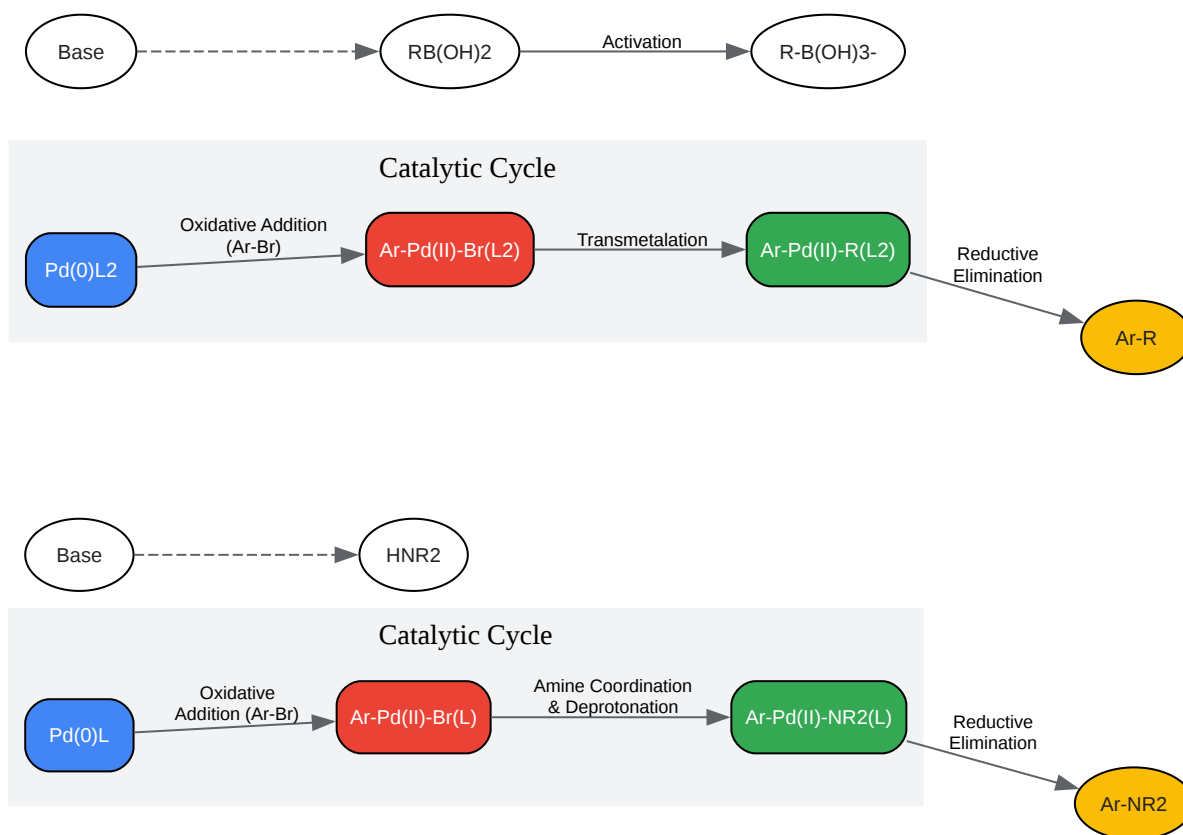 Base
RB(OH)2
Activation
R-B(OH)3-
Catalytic Cycle
Pd(0)L2
Oxidative Addition
(Ar-Br)
Ar-Pd(II)-Br(L2)
Transmetalation
Ar-Pd(II)-R(L2)
Reductive
Elimination
Ar-R
Base
HNR2
Catalytic Cycle
Pd(0)L
Oxidative
Addition (Ar-Br)
Ar-Pd(II)-Br(L)
Amine Coordination
& Deprotonation
Ar-Pd(II)-NR2(L)
Reductive
Elimination
Ar-NR2